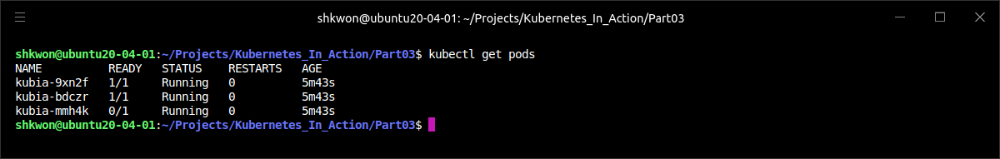 shkwon@ubuntu20-04-01: ~/Projects/Kubernetes_In_Action/Part03
shkwon@ubuntu20-04-01:~/Projects/Kubernetes_In_Action/Part03$ kubectl get pods
NAME          READY   STATUS    RESTARTS   AGE
kubia-9xn2f   1/1     Running   0          5m43s
kubia-bdczr   1/1     Running   0          5m43s
kubia-mmh4k   0/1     Running   0          5m43s
shkwon@ubuntu20-04-01:~/Projects/Kubernetes_In_Action/Part03$